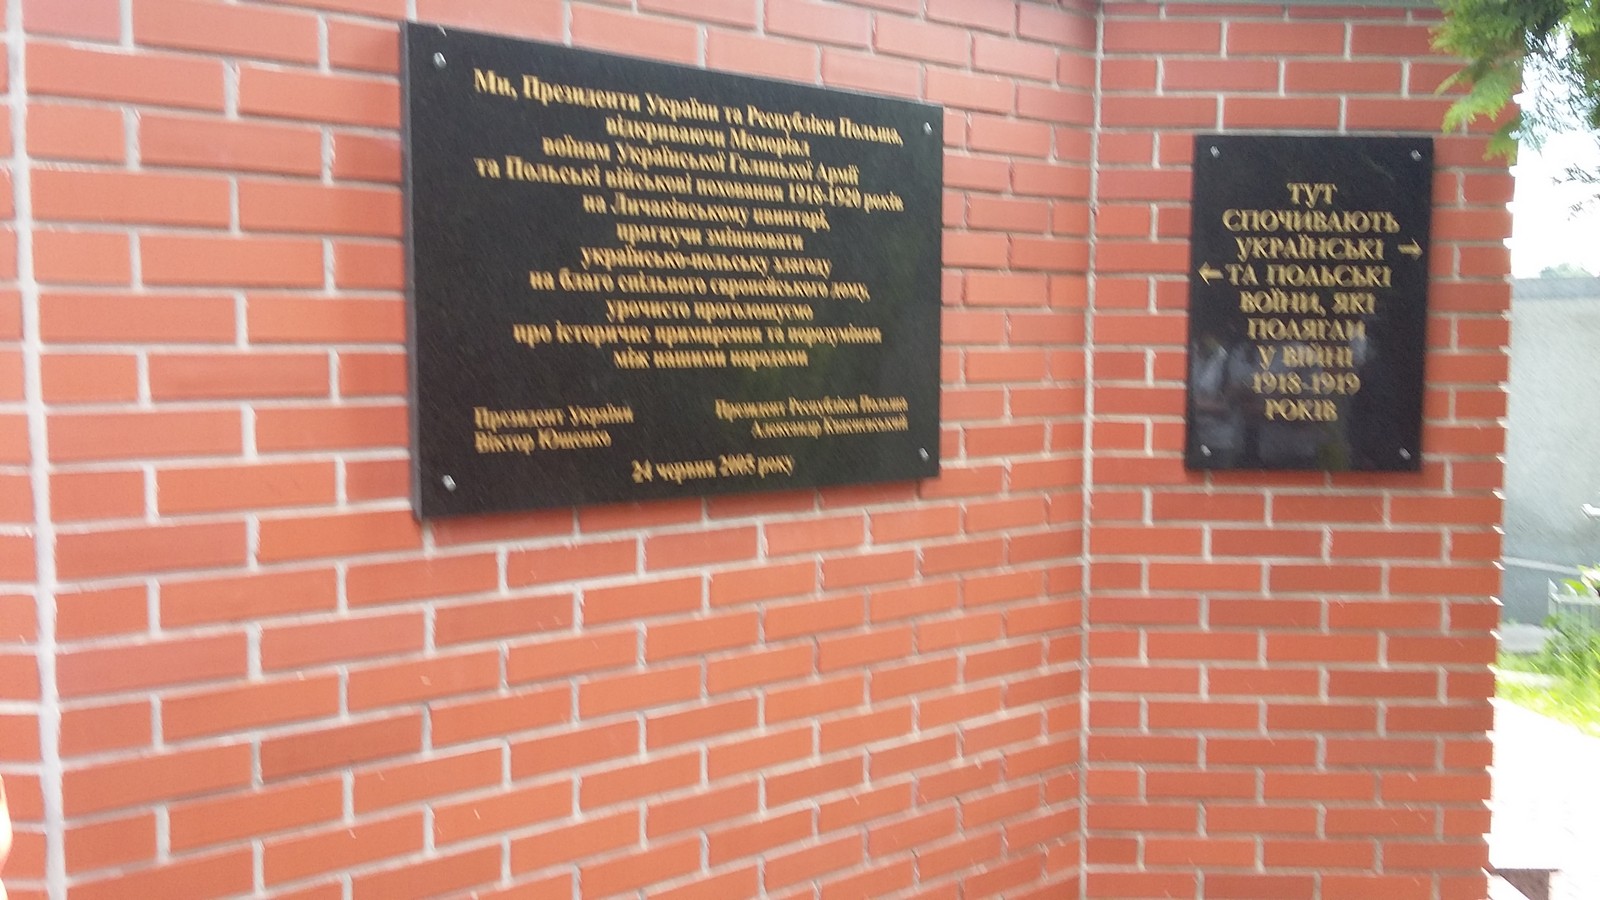 Ми, Президенти України та Республіки Польща,
відкриваючи Меморіал
воїнам Української Галицької Армії
та Польські військові поховання 1918-1920 років
на Личаківському цвинтарі,
прагнучи зміцнювати
українсько-польську злагоду
на благо спільного європейського дому,
урочисто проголошуємо
про історичне примирення та порозуміння
між нашими народами
Президент України
Віктор Ющенко
Президент Республіки Польща
Александр Кваснєвський
24 червня 2005 року
ТУТ
СПОЧИВАЮТЬ
УКРАЇНСЬКІ →
← ТА ПОЛЬСЬКІ
ВОЇНИ, ЯКІ
ПОЛЯГЛИ
У ВІЙНІ
1918-1919
РОКІВ